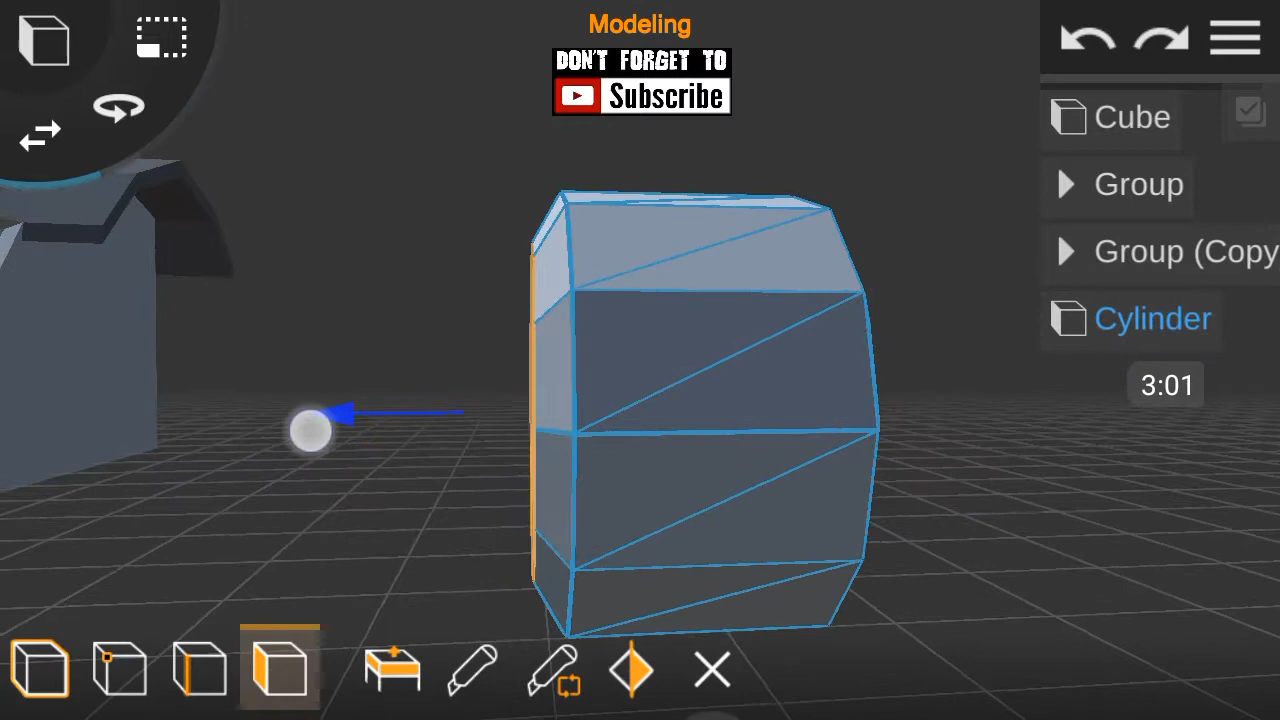 Modeling
DON'T FORGET TO
Subscribe
Cube
Group
Group (Copy
Cylinder
3:01